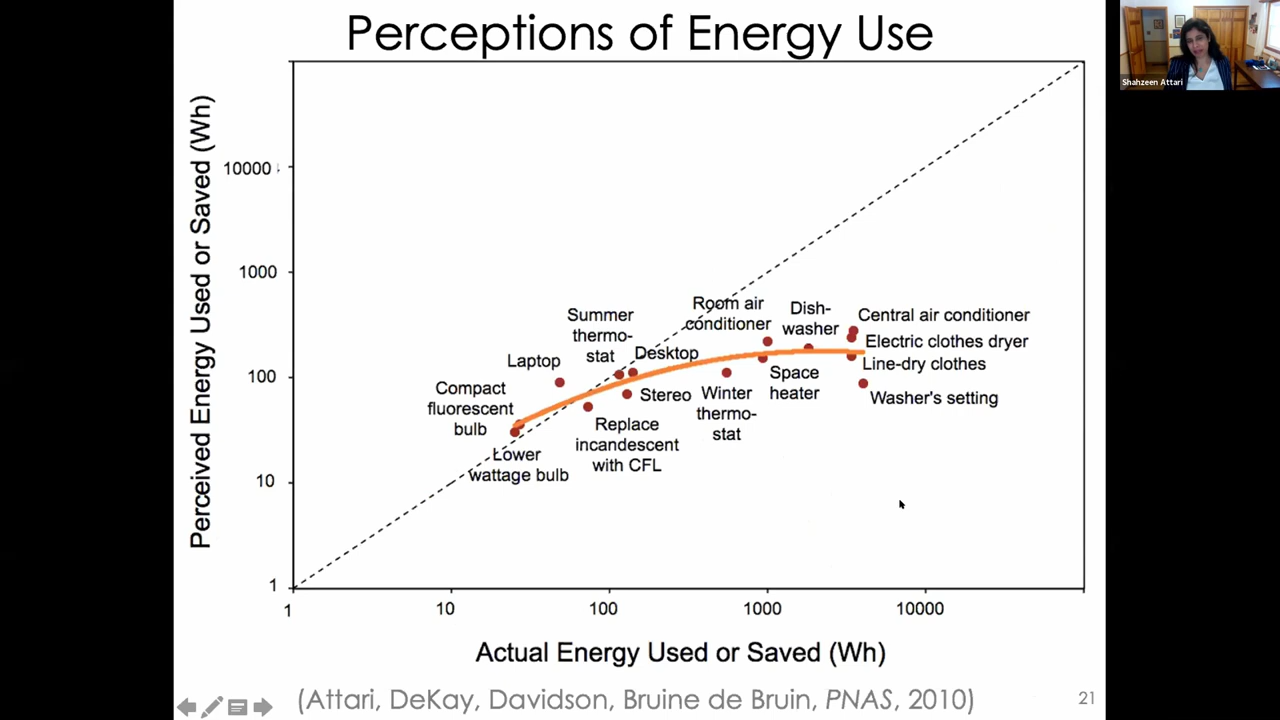 Perceptions of Energy Use
Shahzeen Attari
Perceived Energy Used or Saved (Wh)
10000
1000
100
10
1
Summer
thermo-
stat
Room air
conditioner
Dish-
washer
Central air conditioner
Electric clothes dryer
Line-dry clothes
Washer's setting
Laptop
Desktop
Compact
fluorescent
bulb
Stereo
Winter
thermo-
stat
Space
heater
Lower
wattage bulb
Replace
incandescent
with CFL
1
10
100
1000
10000
Actual Energy Used or Saved (Wh)
(Attari, DeKay, Davidson, Bruine de Bruin, PNAS, 2010)
21